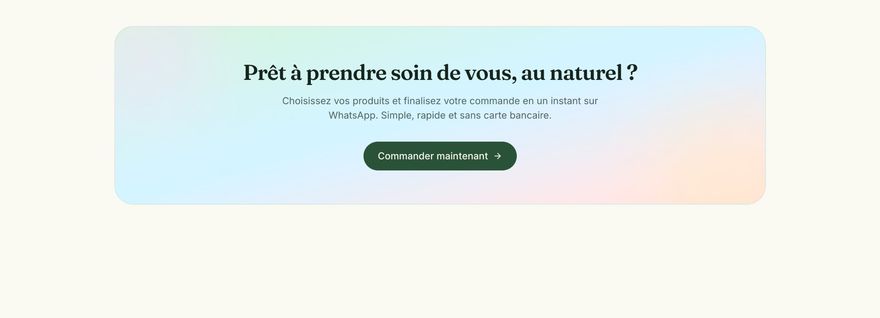 Prêt à prendre soin de vous, au naturel ?
Choisissez vos produits et finalisez votre commande en un instant sur
WhatsApp. Simple, rapide et sans carte bancaire.
Commander maintenant →